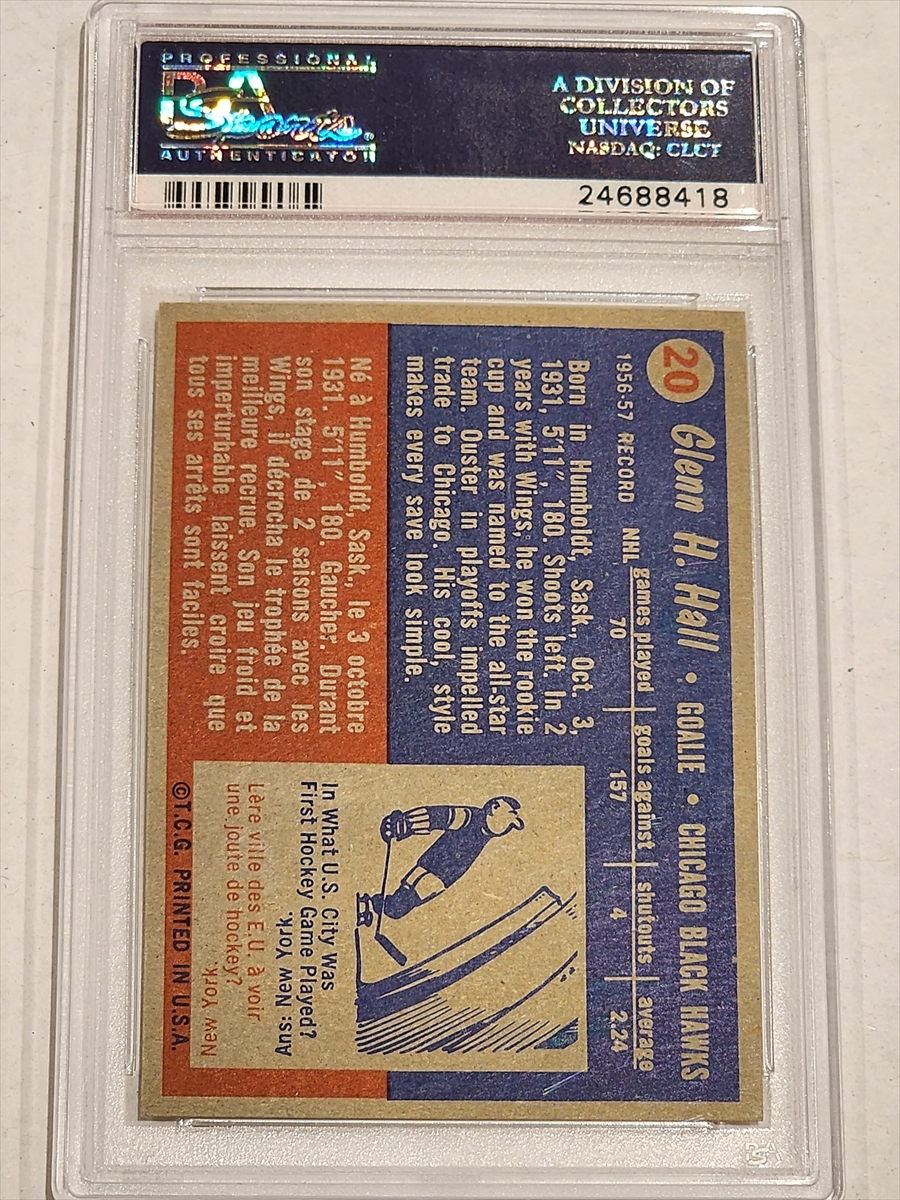 PROFESSIONAL
PSA
AUTHENTICATOR
A DIVISION OF
COLLECTORS
UNIVERSE
NASDAQ: CLCT
24688418
20 Glenn H. Hall • GOALIE • CHICAGO BLACK HAWKS
1956-57 RECORD games played goals against shutouts average
NHL 70 157 4 2.24
Born in Humboldt, Sask., Oct. 3,
1931, 5'11", 180. Shoots left. In 2
years with Wings, he won the rookie
cup and was named to the all-star
team. Ouster in playoffs impelled
trade to Chicago. His cool, style
makes every save look simple.
Né à Humboldt, Sask., le 3 octobre
1931. 5'11", 180 Gaucher. Durant
son stage de 2 saisons avec les
Wings, il décrocha le trophée de la
meilleure recrue. Son jeu froid et
imperturbable laissent croire que
tous ses arrêts sont faciles.
In What U.S. City Was
First Hockey Game Played?
Ans: New York.
Lère ville des E.U. à voir
une joute de hockey?
New York.
©T.C.G. PRINTED IN U.S.A.